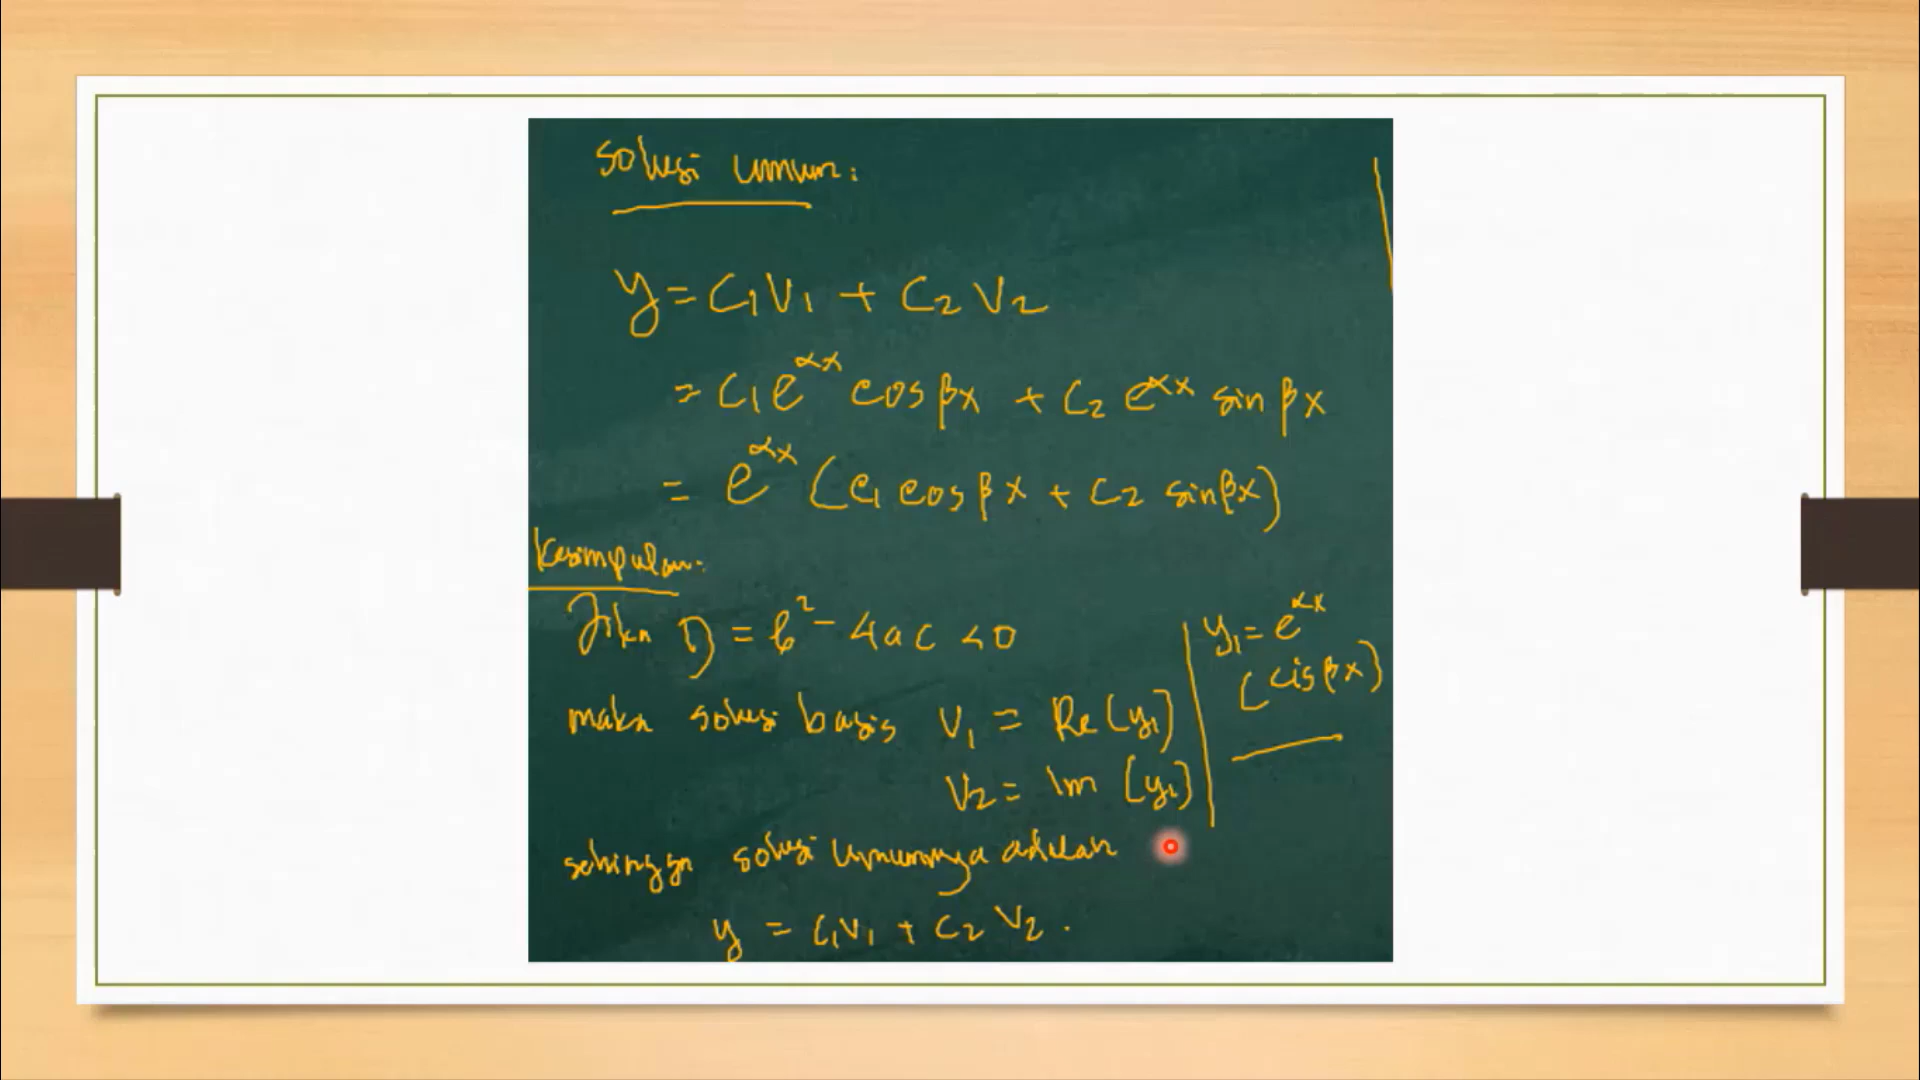 Solusi umum:
y = C₁V₁ + C₂V₂
= C₁e^αx cos βx + C₂ e^αx sin βx
= e^αx (C₁ cos βx + C₂ sin βx)
Kesimpulan:
Jika D = b² - 4ac < 0
maka solusi basis V₁ = Re(y₁)
V₂ = Im (y₁)
y₁ = e^αx
(cis βx)
sehingga solusi umumnya adalah
y = C₁V₁ + C₂ V₂.